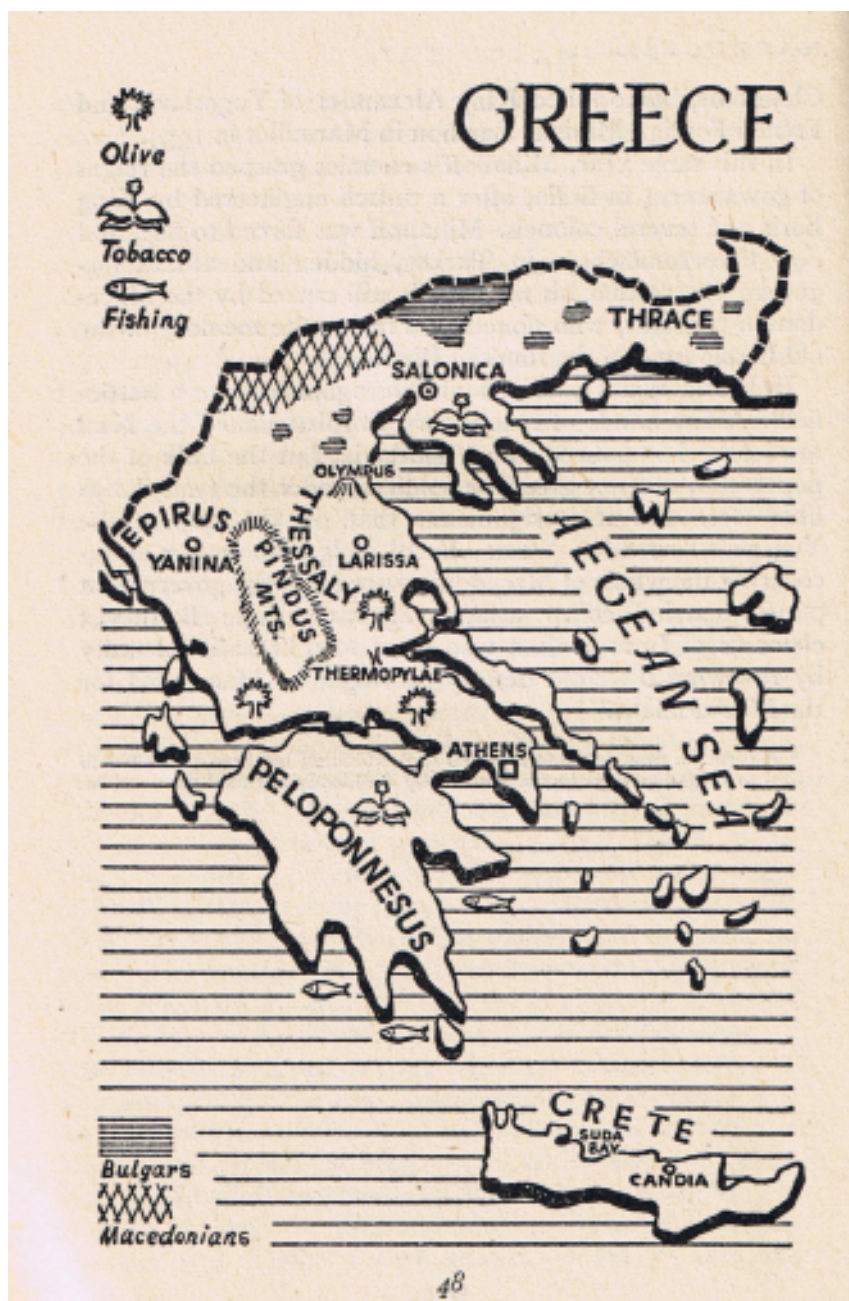 GREECE
Olive
Tobacco
Fishing
THRACE
SALONICA
OLYMPUS
EPIRUS
THESSALY
YANINA
LARISSA
PINDUS
MTS.
AEGEAN SEA
THERMOPYLAE
ATHENS
PELOPONNESUS
CRETE
SUDA
BAY
CANDIA
Bulgars
Macedonians
48